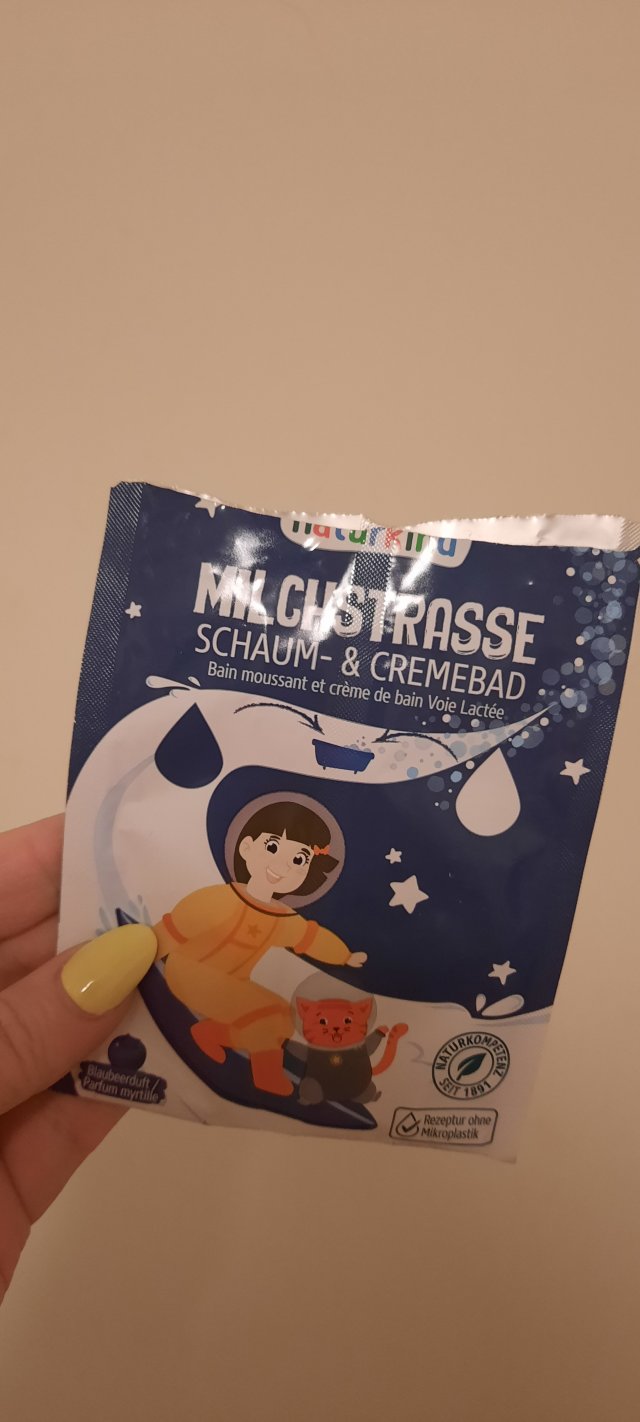 naturkind
MILCHSTRASSE
SCHAUM- & CREMEBAD
Bain moussant et crème de bain Voie Lactée
NATURKOMPETENZ
SEIT 1891
Blaubeerduft /
Parfum myrtille
Rezeptur ohne
Mikroplastik